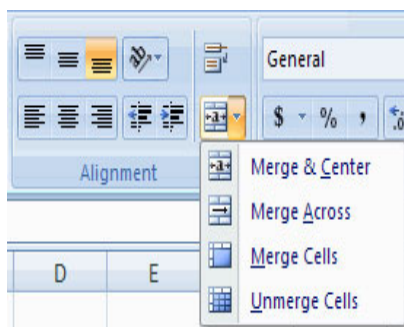 General
$ % ,
Alignment
Merge & Center
Merge Across
Merge Cells
Unmerge Cells
D E